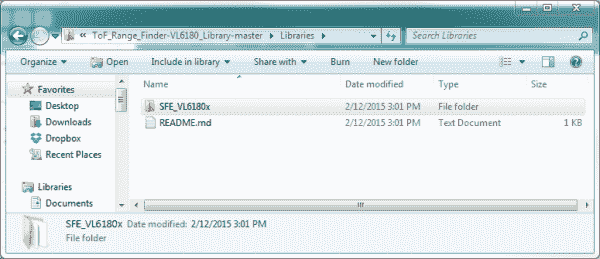 « ToF_Range_Finder-VL6180_Library-master ▸ Libraries ▸
Search Libraries
Organize ▾ Open Include in library ▾ Share with ▾ Burn New folder
Favorites
Desktop
Downloads
Dropbox
Recent Places
Libraries
Documents
Name Date modified Type Size
SFE_VL6180x 2/12/2015 3:01 PM File folder
README.md 2/12/2015 3:01 PM Text Document 1 KB
SFE_VL6180x Date modified: 2/12/2015 3:01 PM
File folder